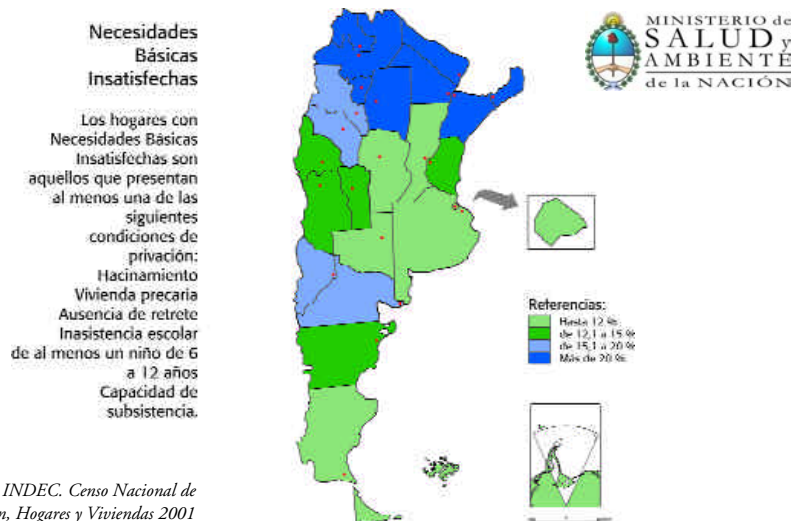 Necesidades
Básicas
Insatisfechas
Los hogares con
Necesidades Básicas
Insatisfechas son
aquellos que presentan
al menos una de las
siguientes
condiciones de
privación:
Hacinamiento
Vivienda precaria
Ausencia de retrete
Inasistencia escolar
de al menos un niño de 6
a 12 años
Capacidad de
subsistencia.
INDEC. Censo Nacional de
n, Hogares y Viviendas 2001
MINISTERIO de
SALUD y
AMBIENTE
de la NACIÓN
Referencias:
Hasta 12 %
de 12,1 a 15 %
de 15,1 a 20 %
Más de 20 %